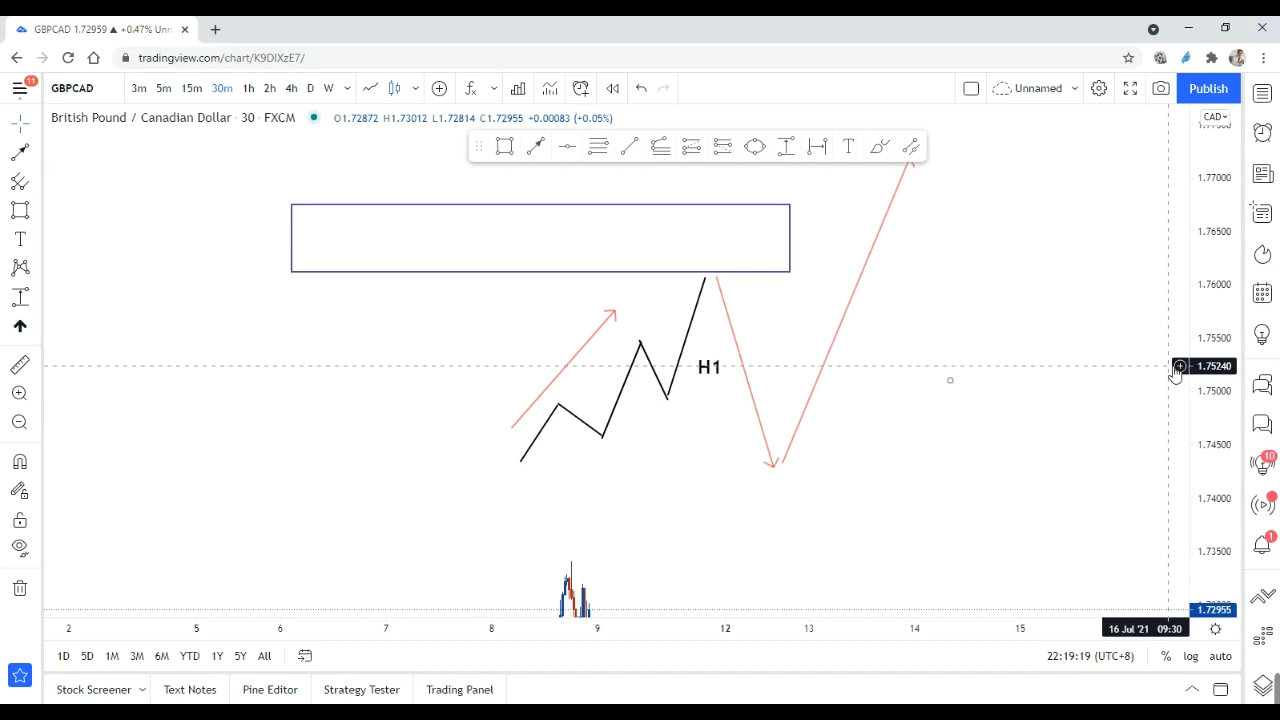 GBPCAD 1.72959 ▲ +0.47% Unn
tradingview.com/chart/K9DIXzE7/
11
GBPCAD 3m 5m 15m 30m 1h 2h 4h D W Unnamed Publish
British Pound / Canadian Dollar · 30 · FXCM O1.72872 H1.73012 L1.72814 C1.72955 +0.00083 (+0.05%)
CAD
1.77000
1.76500
1.76000
1.75500
H1
1.75240
1.75000
1.74500
10
1.74000
1.73500
1
1.72955
2 5 6 7 8 9 12 13 14 15 16 Jul '21 09:30
1D 5D 1M 3M 6M YTD 1Y 5Y All 22:19:19 (UTC+8) % log auto
Stock Screener Text Notes Pine Editor Strategy Tester Trading Panel